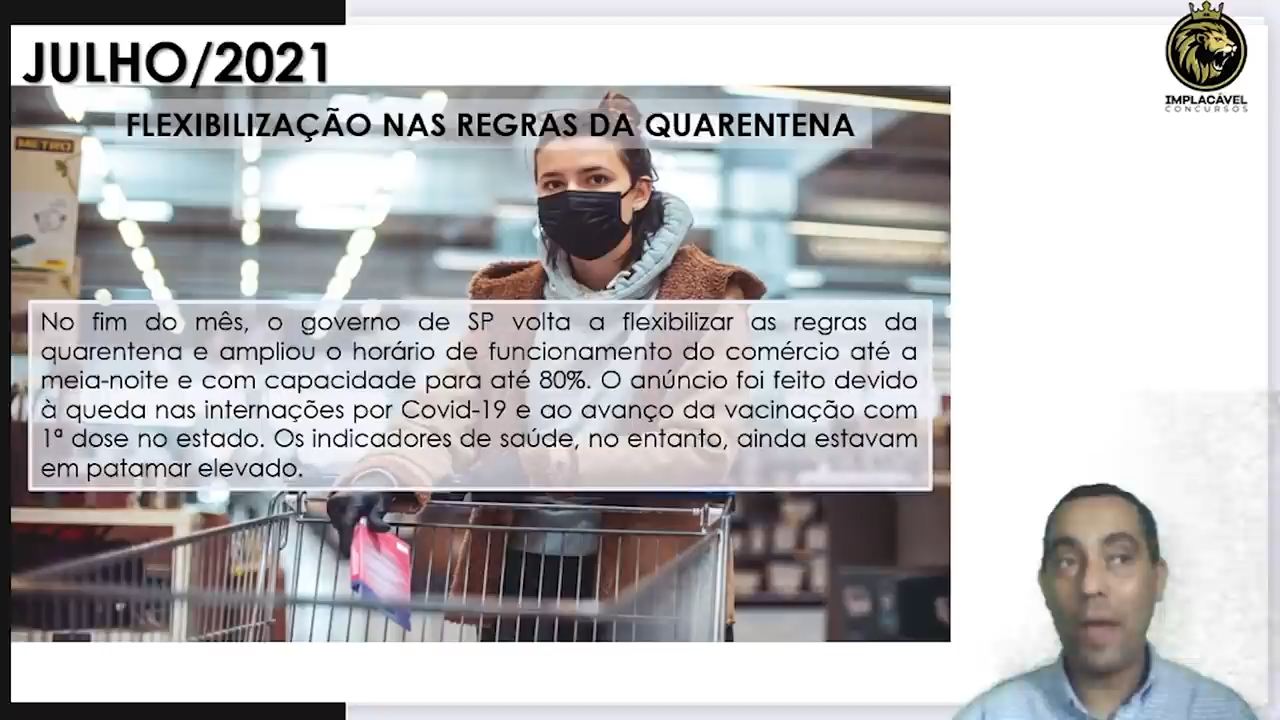 JULHO/2021
IMPLACÁVEL
CONCURSOS
FLEXIBILIZAÇÃO NAS REGRAS DA QUARENTENA
METRO
No fim do mês, o governo de SP volta a flexibilizar as regras da
quarentena e ampliou o horário de funcionamento do comércio até a
meia-noite e com capacidade para até 80%. O anúncio foi feito devido
à queda nas internações por Covid-19 e ao avanço da vacinação com
1ª dose no estado. Os indicadores de saúde, no entanto, ainda estavam
em patamar elevado.